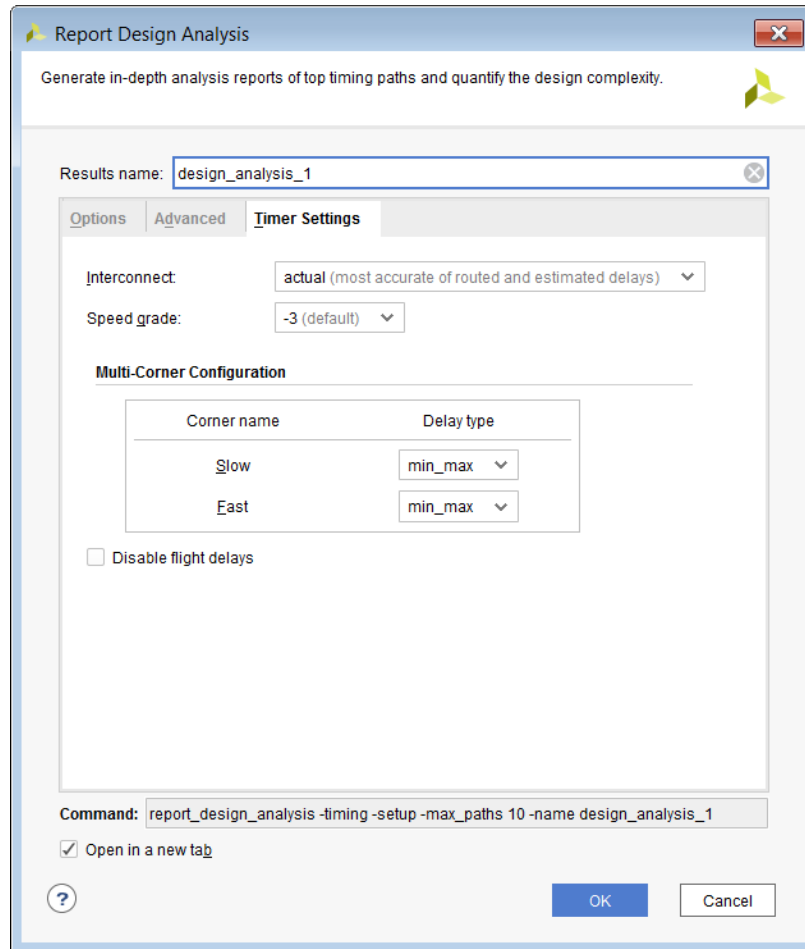 Report Design Analysis
Generate in-depth analysis reports of top timing paths and quantify the design complexity.
Results name: design_analysis_1
Options Advanced Timer Settings
Interconnect: actual (most accurate of routed and estimated delays)
Speed grade: -3 (default)
Multi-Corner Configuration
Corner name Delay type
Slow min_max
Fast min_max
Disable flight delays
Command: report_design_analysis -timing -setup -max_paths 10 -name design_analysis_1
Open in a new tab
? OK Cancel